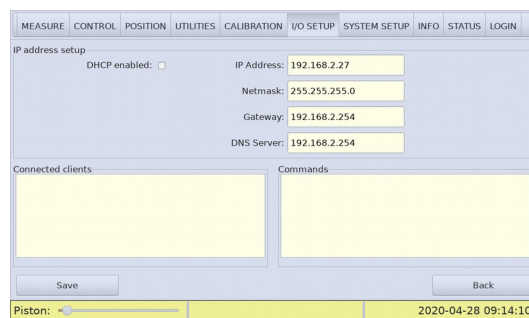 MEASURE CONTROL POSITION UTILITIES CALIBRATION I/O SETUP SYSTEM SETUP INFO STATUS LOGIN
IP address setup
DHCP enabled: IP Address: 192.168.2.27
Netmask: 255.255.255.0
Gateway: 192.168.2.254
DNS Server: 192.168.2.254
Connected clients Commands
Save Back
Piston: 2020-04-28 09:14:10